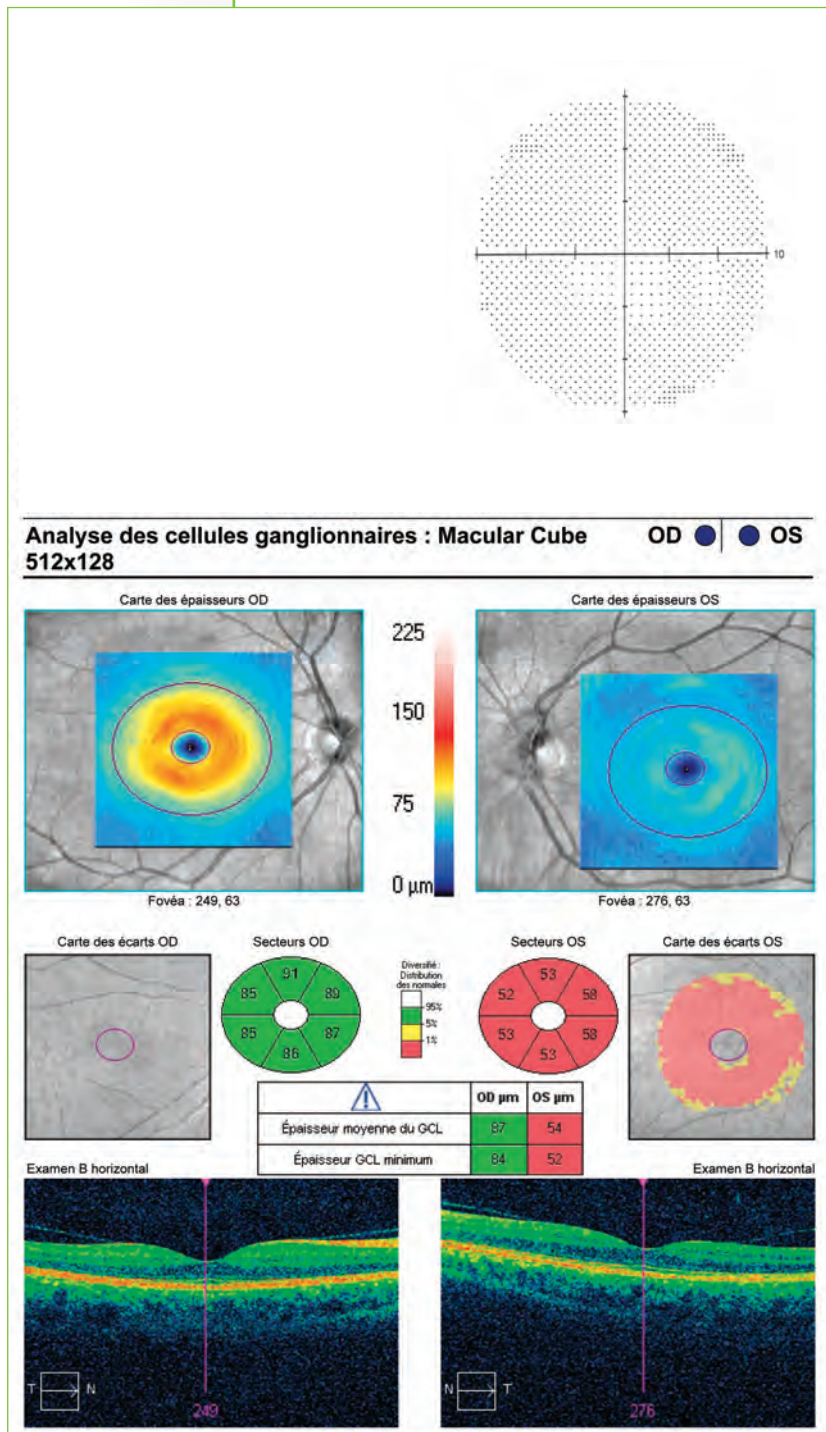 10
Analyse des cellules ganglionnaires : Macular Cube 512x128
OD OS
Carte des épaisseurs OD
Carte des épaisseurs OS
225
150
75
0 µm
Fovéa : 249, 63
Fovéa : 276, 63
Carte des écarts OD
Secteurs OD
Secteurs OS
Carte des écarts OS
91
85 89
85 87
86
Diversifié :
Distribution
des normales
95%
5%
1%
53
52 58
53 58
53
OD µm OS µm
Épaisseur moyenne du GCL 87 54
Épaisseur GCL minimum 84 52
Examen B horizontal
Examen B horizontal
T N
249
N T
276